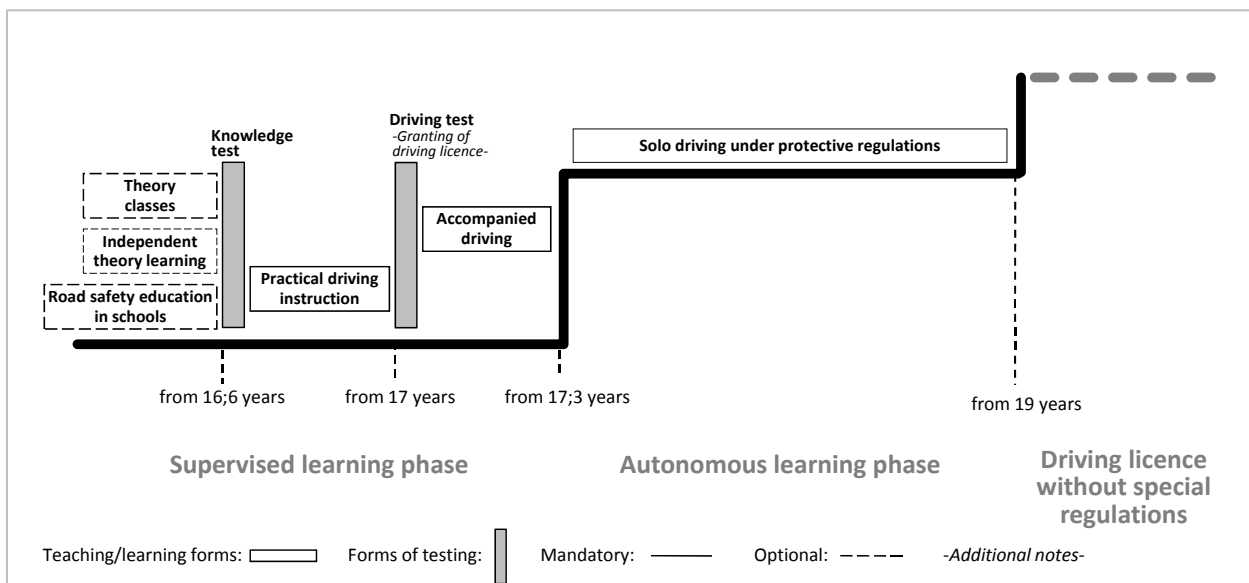 Knowledge
test
Driving test
-Granting of
driving licence-
Solo driving under protective regulations
Theory
classes
Independent
theory learning
Road safety education
in schools
Practical driving
instruction
Accompanied
driving
from 16;6 years
from 17 years
from 17;3 years
from 19 years
Supervised learning phase
Autonomous learning phase
Driving licence
without special
regulations
Teaching/learning forms:
Forms of testing:
Mandatory:
Optional:
-Additional notes-